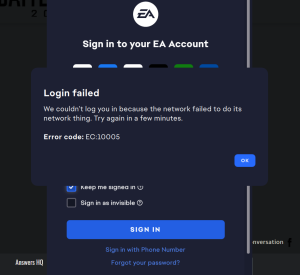 EA
Sign in to your EA Account
Login failed
We couldn't log you in because the network failed to do its
network thing. Try again in a few minutes.
Error code: EC:10005
OK
Keep me signed in
Sign in as invisible
SIGN IN
Sign in with Phone Number
Forgot your password?
Answers HQ